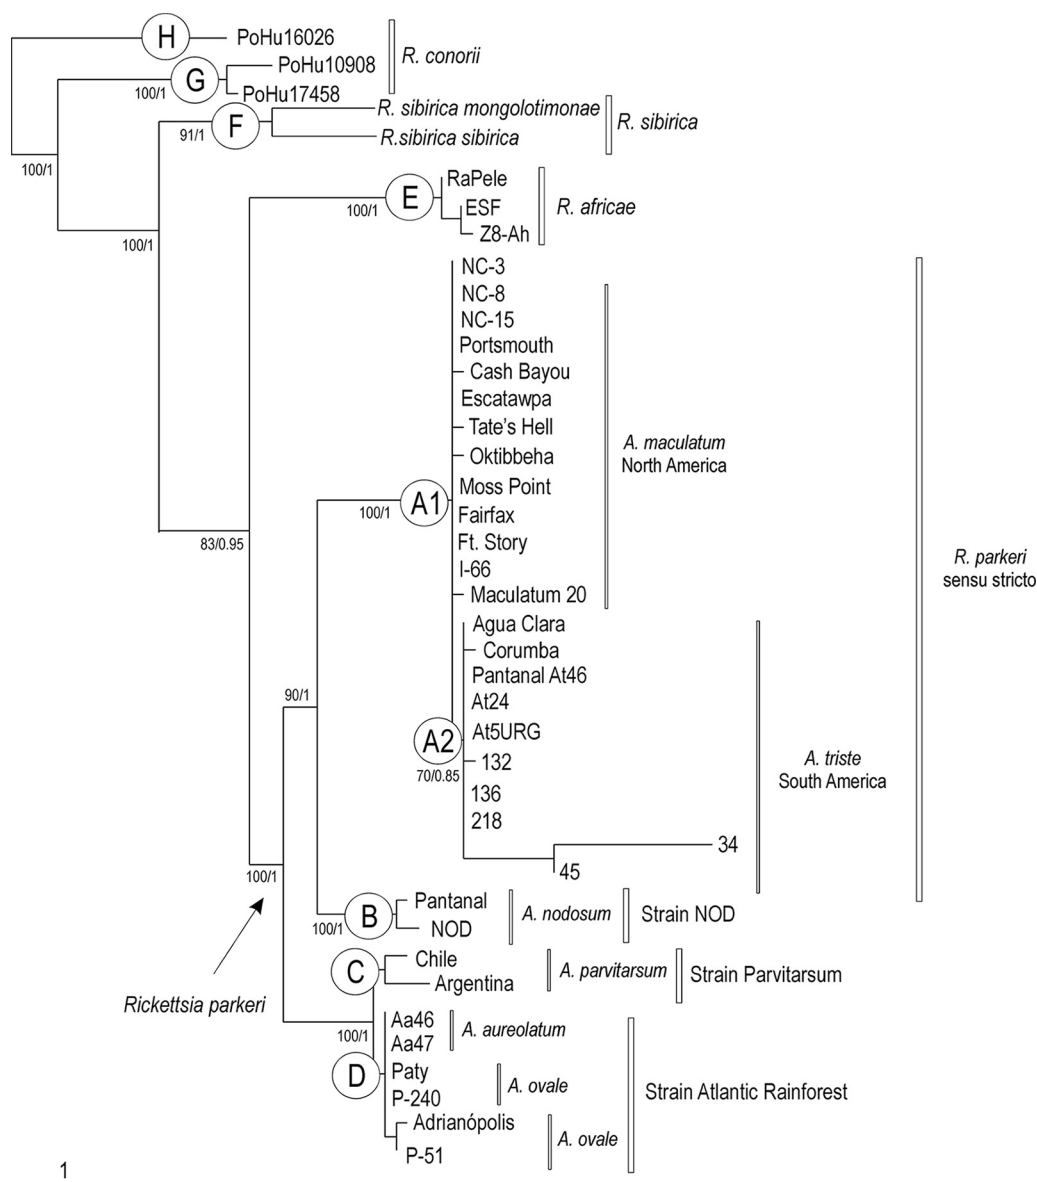 H
PoHu16026
R. conorii
G
PoHu10908
100/1
PoHu17458
100/1
R. sibirica mongolotimonae
F
91/1
R. sibirica
R.sibirica sibirica
100/1
RaPele
E
100/1
ESF
R. africae
Z8-Ah
83/0.95
NC-3
NC-8
NC-15
Portsmouth
Cash Bayou
Escatawpa
Tate's Hell
Oktibbeha
A. maculatum
North America
A1
100/1
Moss Point
Fairfax
Ft. Story
I-66
Maculatum 20
R. parkeri
sensu stricto
90/1
Agua Clara
Corumba
Pantanal At46
At24
At5URG
A2
70/0.85
132
136
218
34
45
A. triste
South America
100/1
Rickettsia parkeri
B
100/1
Pantanal
NOD
A. nodosum
Strain NOD
C
Chile
Argentina
A. parvitarsum
Strain Parvitarsum
100/1
D
Aa46
Aa47
A. aureolatum
Paty
P-240
A. ovale
Adrianópolis
P-51
A. ovale
Strain Atlantic Rainforest
1